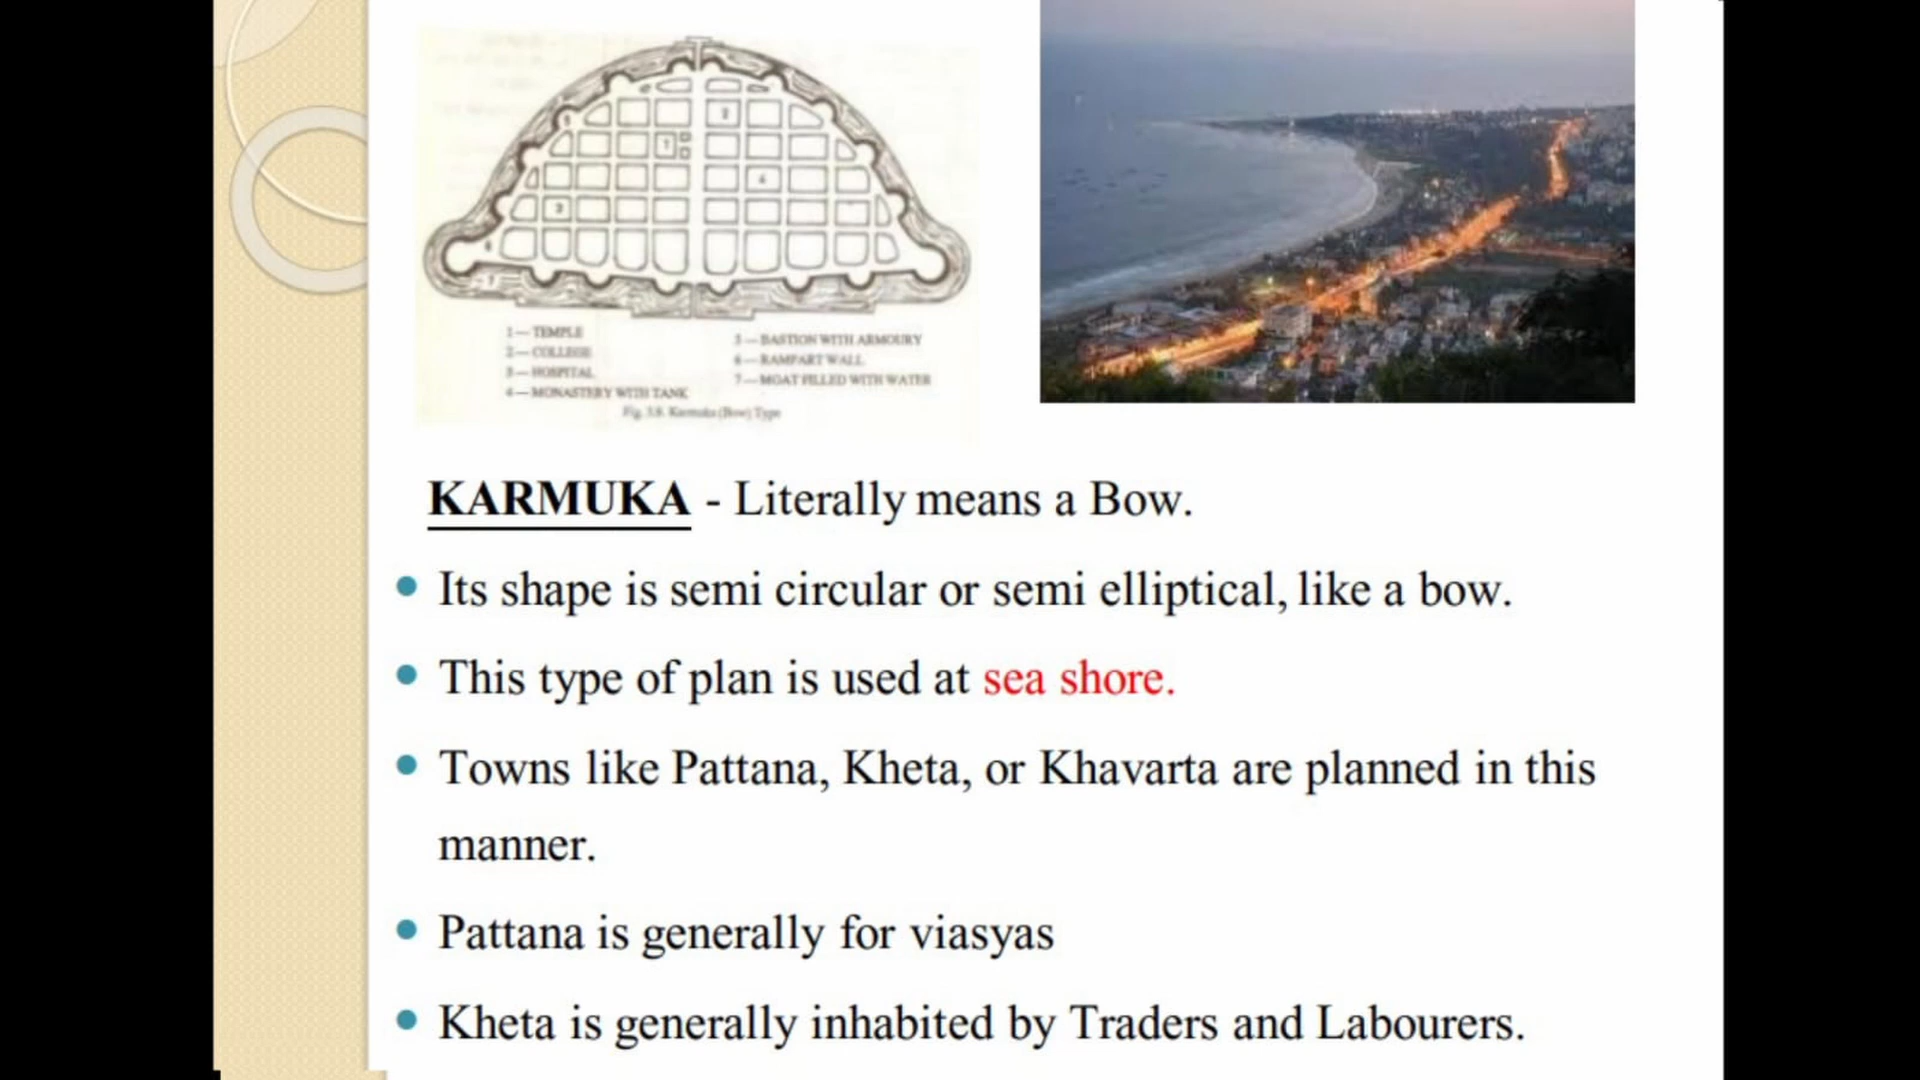 1 — TEMPLE
2 — COLLEGE
3 — HOSPITAL
4 — MONASTERY WITH TANK
5 — BASTION WITH ARMOURY
6 — RAMPART WALL
7 — MOAT FILLED WITH WATER
Fig. 3.8. Karmuka (Bow) Type
KARMUKA - Literally means a Bow.
Its shape is semi circular or semi elliptical, like a bow.
This type of plan is used at sea shore.
Towns like Pattana, Kheta, or Khavarta are planned in this
manner.
Pattana is generally for viasyas
Kheta is generally inhabited by Traders and Labourers.